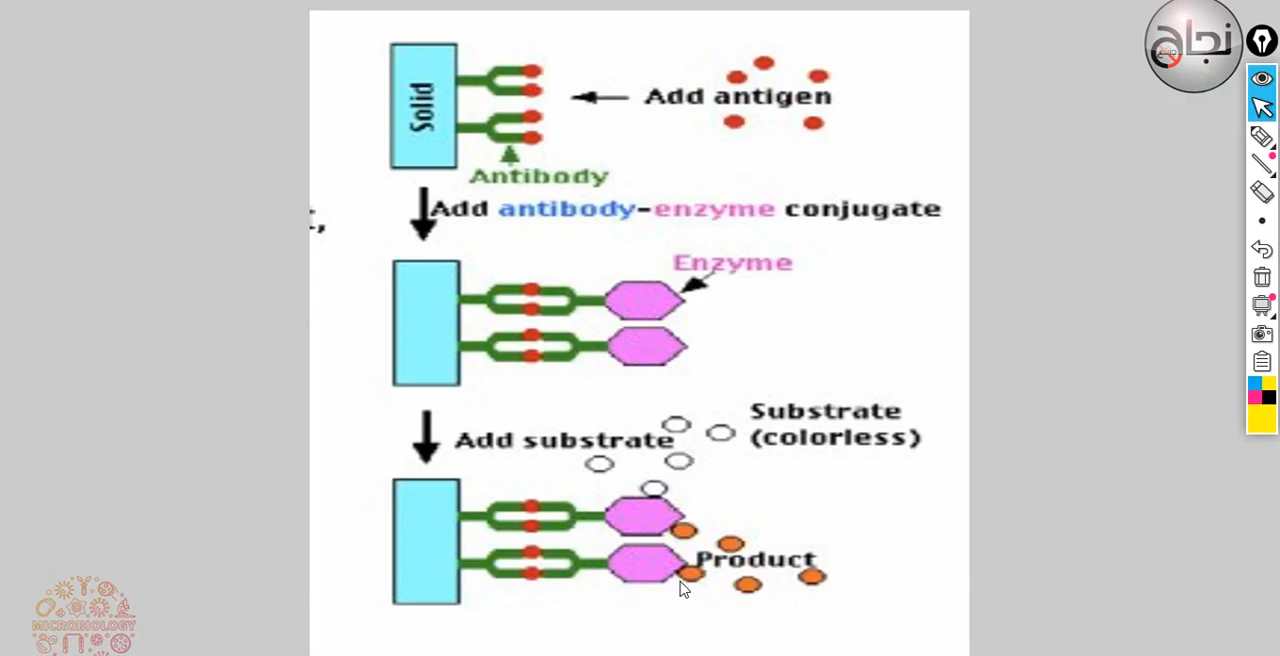 Solid
Add antigen
Antibody
Add antibody-enzyme conjugate
Enzyme
Substrate
(colorless)
Add substrate
Product
MICROBIOLOGY